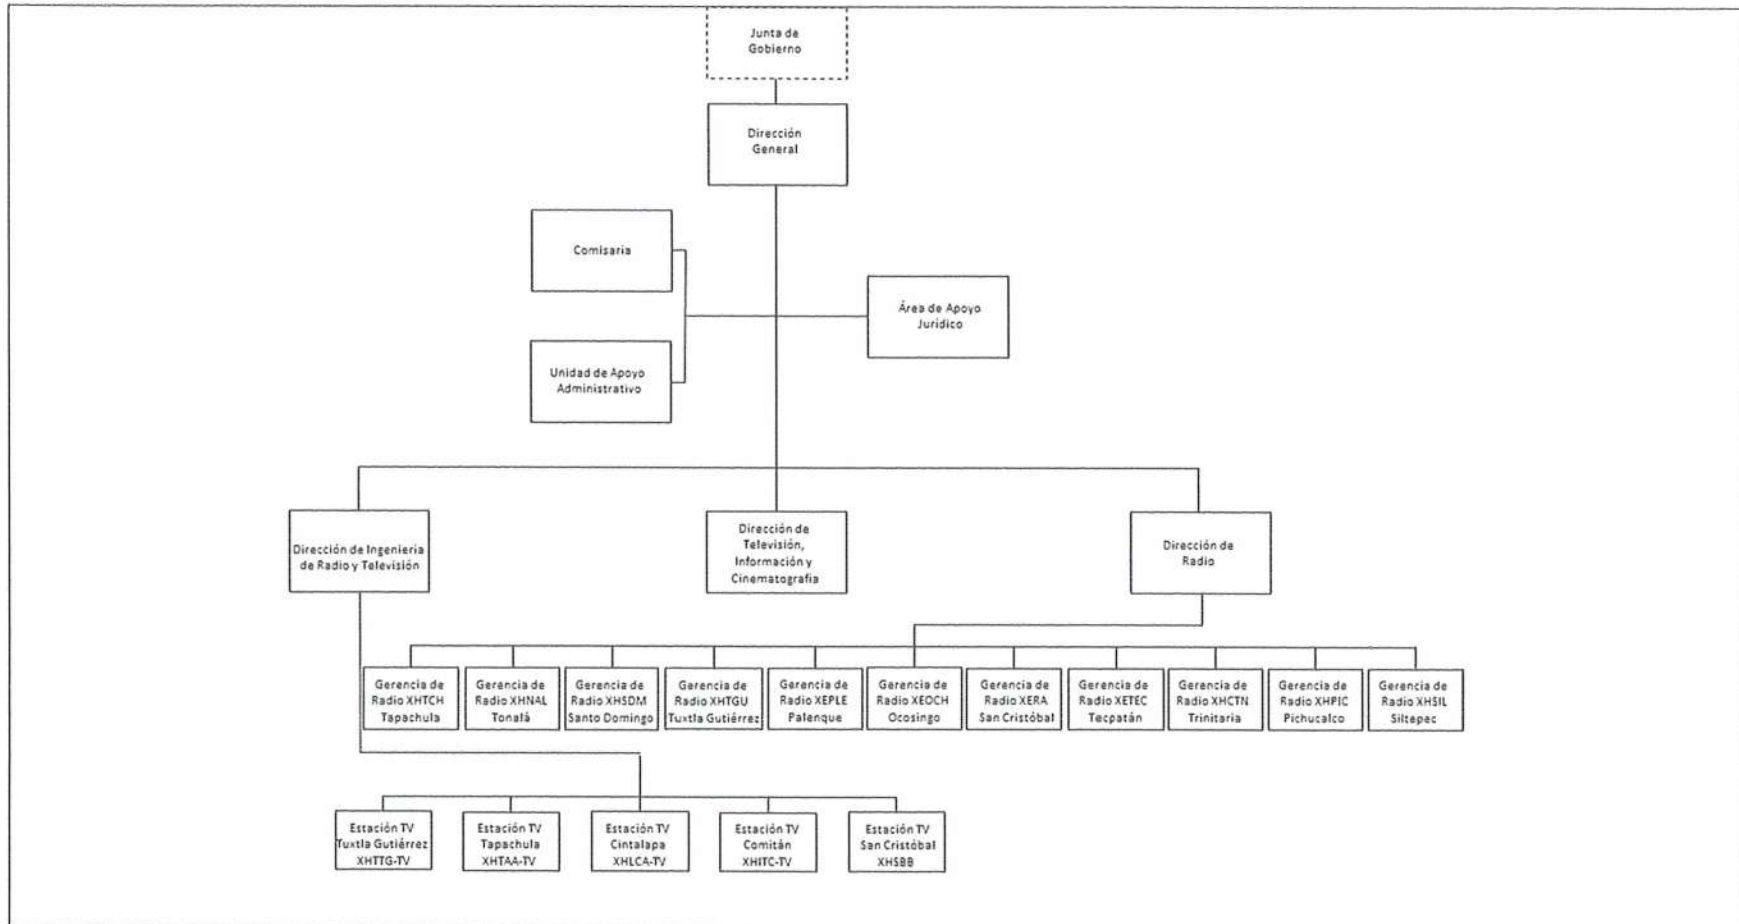 Junta de
Gobierno
Dirección
General
Comisaria
Área de Apoyo
Jurídico
Unidad de Apoyo
Administrativo
Dirección de Ingenieria
de Radio y Televisión
Dirección de
Televisión,
Información y
Cinematografia
Dirección de
Radio
Gerencia de
Radio XHTCH
Tapachula
Gerencia de
Radio XHNAL
Tonalá
Gerencia de
Radio XHSDM
Santo Domingo
Gerencia de
Radio XHTGU
Tuxtla Gutiérrez
Gerencia de
Radio XEPLE
Palenque
Gerencia de
Radio XEOCH
Ocosingo
Gerencia de
Radio XERA
San Cristóbal
Gerencia de
Radio XETEC
Tecpatán
Gerencia de
Radio XHCTN
Trinitaria
Gerencia de
Radio XHPIC
Pichucalco
Gerencia de
Radio XHSIL
Siltepec
Estación TV
Tuxtla Gutiérrez
XHTTG-TV
Estación TV
Tapachula
XHTAA-TV
Estación TV
Cintalapa
XHLCA-TV
Estación TV
Comitán
XHITC-TV
Estación TV
San Cristóbal
XHSBB